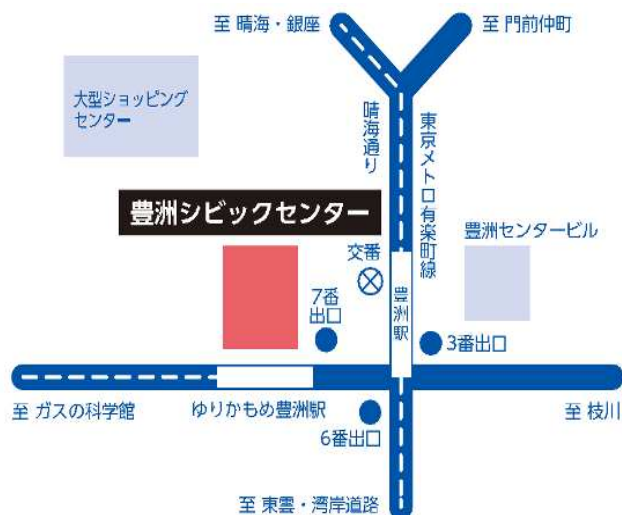 至 晴海・銀座
至 門前仲町
大型ショッピング
センター
晴海通り
東京メトロ有楽町線
豊洲シビックセンター
交番
豊洲センタービル
7番
出口
豊洲駅
3番出口
至 ガスの科学館
ゆりかもめ豊洲駅
6番出口
至 枝川
至 東雲・湾岸道路